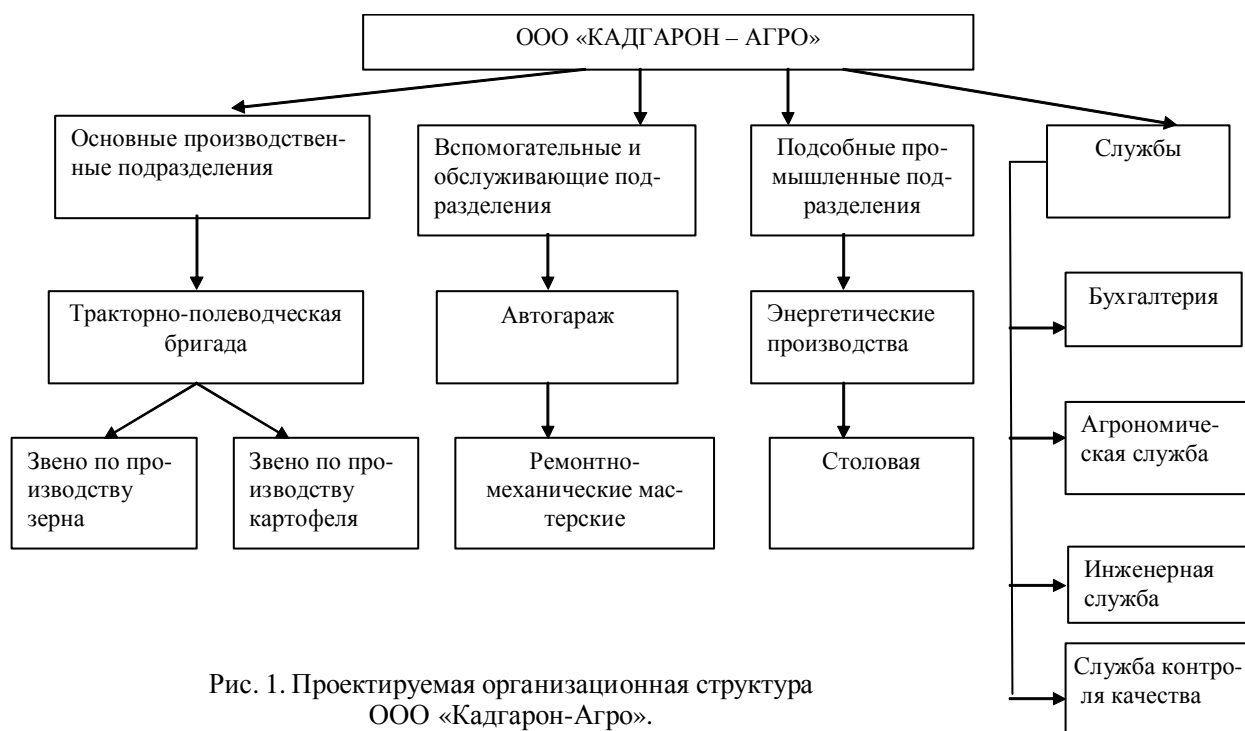 ООО «КАДГАРОН – АГРО»
Основные производствен-
ные подразделения
Вспомогательные и
обслуживающие под-
разделения
Подсобные про-
мышленные под-
разделения
Службы
Тракторно-полеводческая
бригада
Автогараж
Энергетические
производства
Бухгалтерия
Звено по про-
изводству
зерна
Звено по про-
изводству
картофеля
Ремонтно-
механические мас-
терские
Столовая
Агрономиче-
ская служба
Инженерная
служба
Служба контро-
ля качества
Рис. 1. Проектируемая организационная структура
ООО «Кадгарон-Агро».